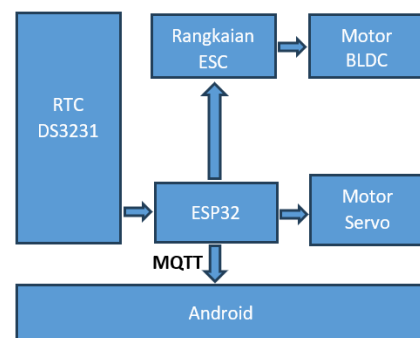 Rangkaian
ESC
Motor
BLDC
RTC
DS3231
ESP32
Motor
Servo
MQTT
Android